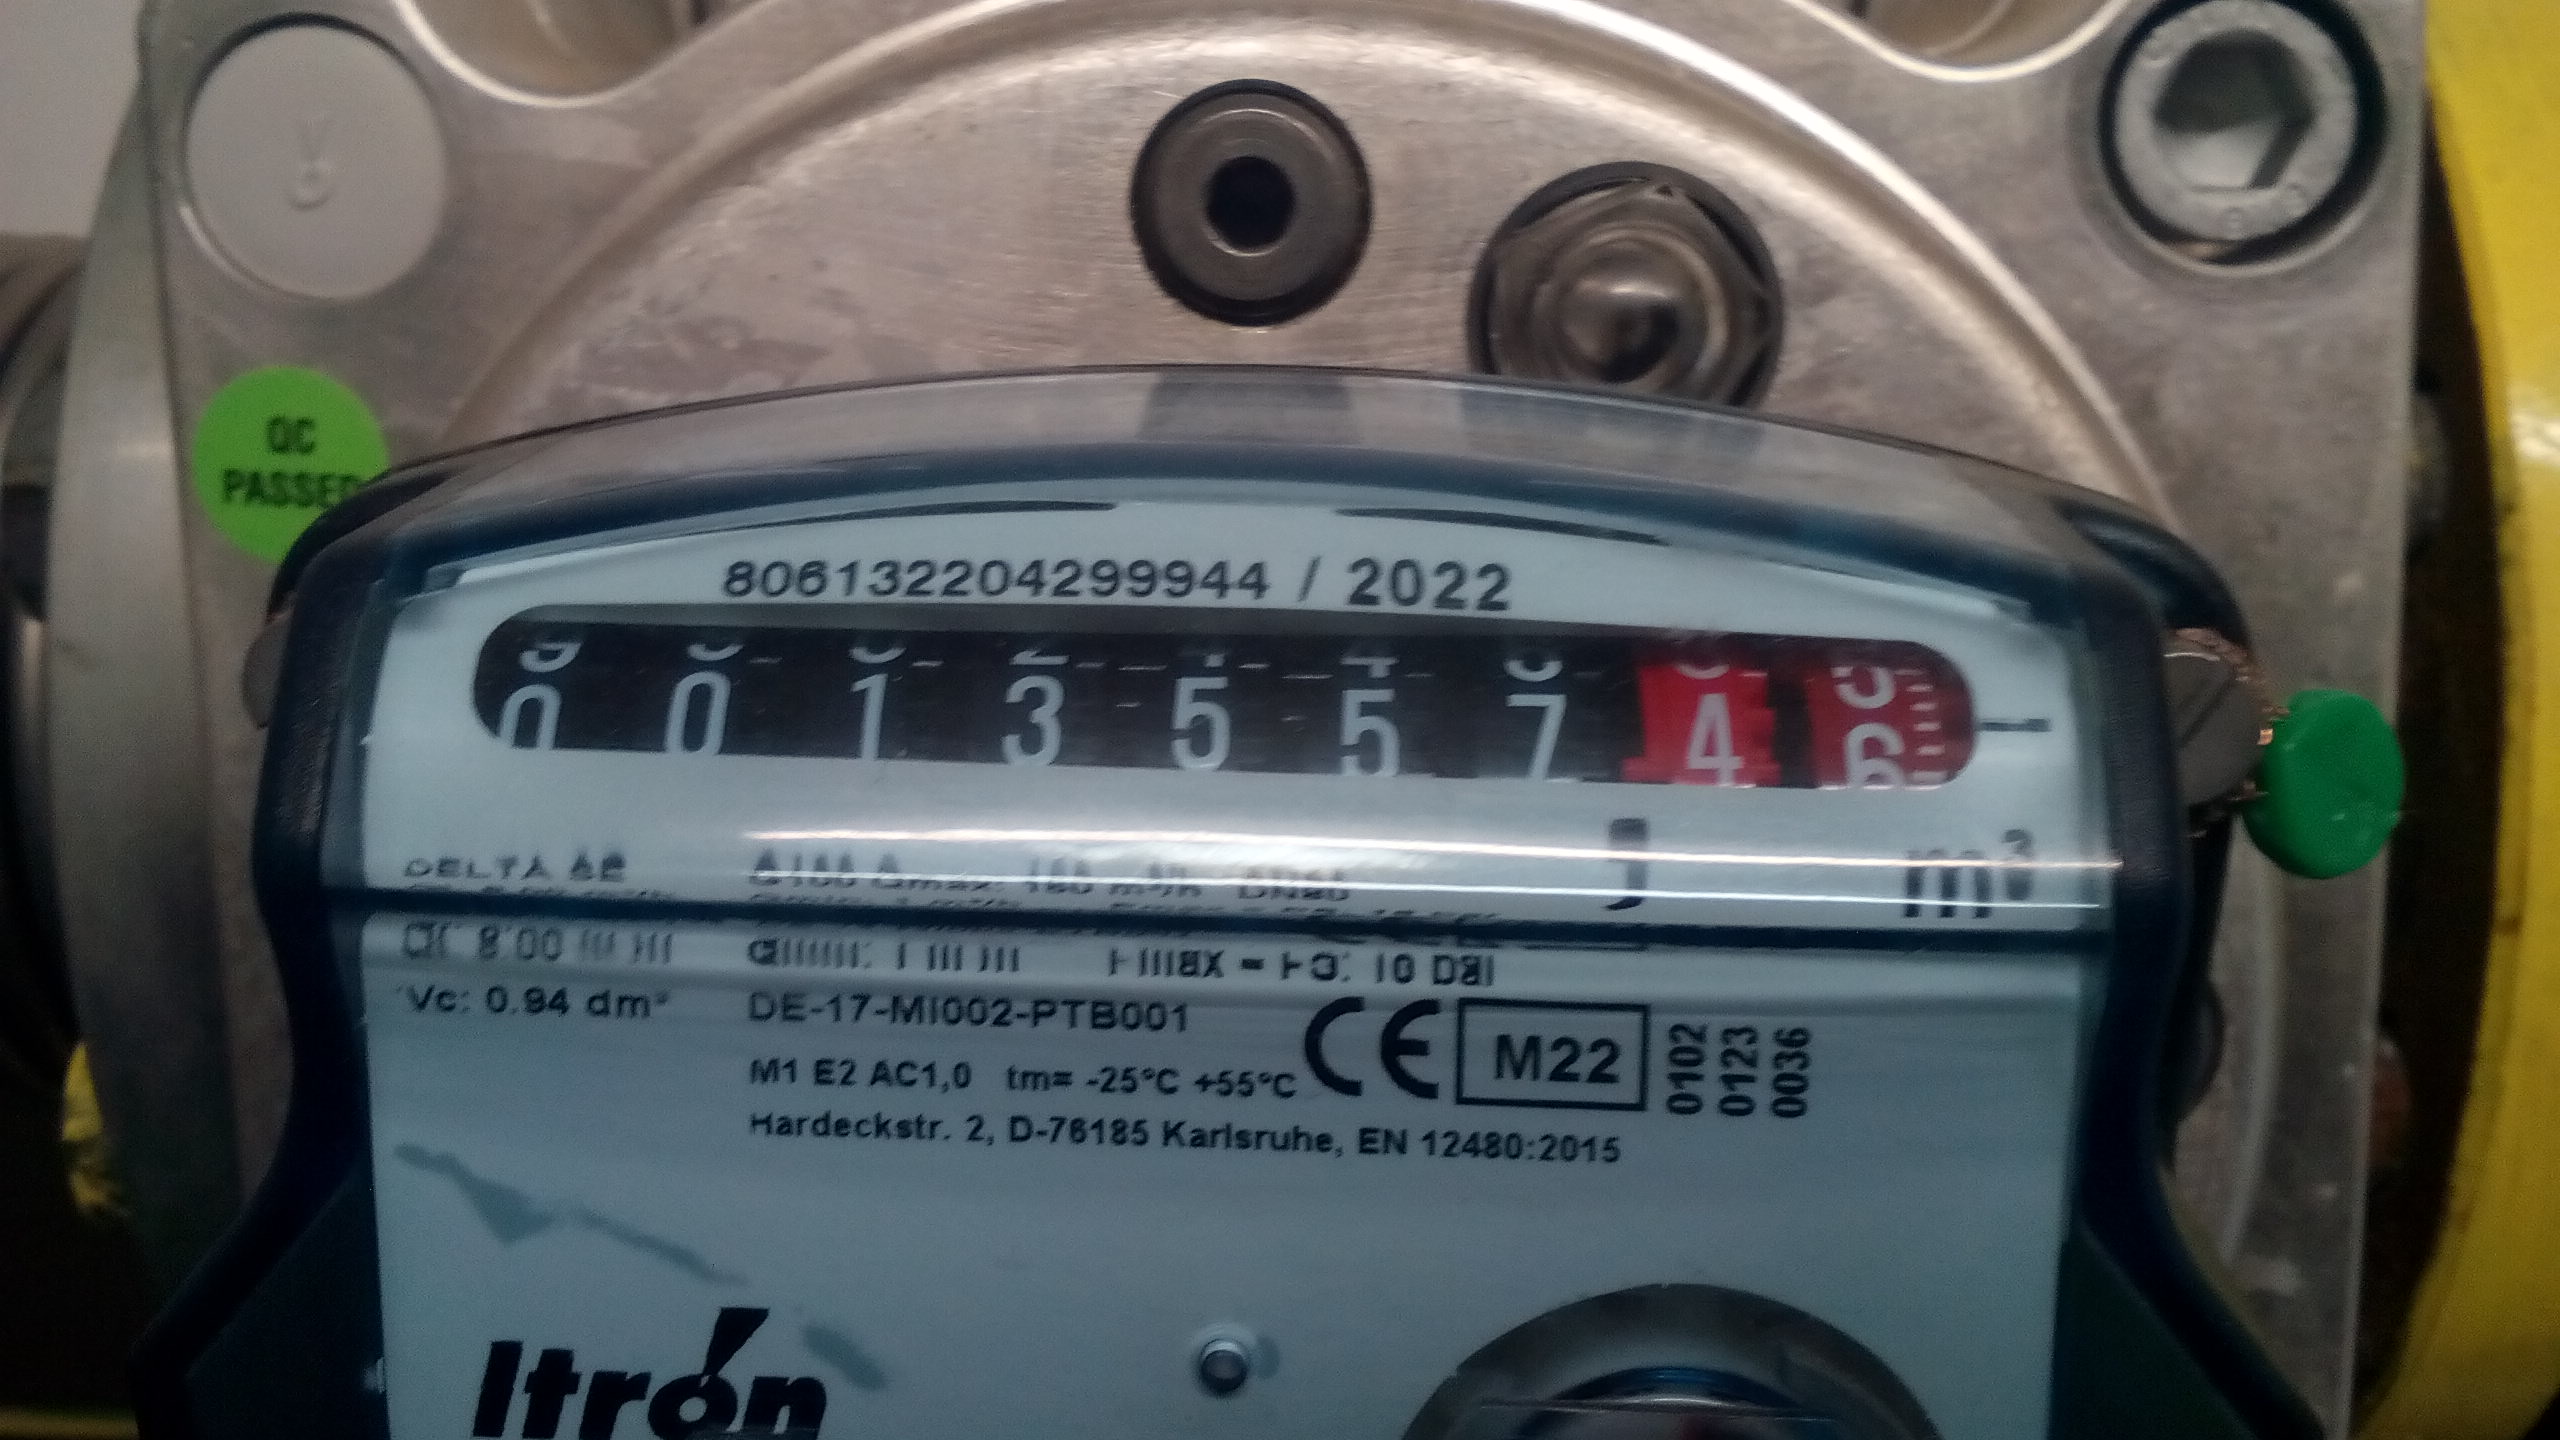 QC
PASSED
806132204299944 / 2022
0 0 1 3 5 5 7 4 6
m³
DELTA
Vc: 0.94 dm³
DE-17-MI002-PTB001
CE M22 0102 0123 0036
M1 E2 AC1,0 tm= -25°C +55°C
Hardeckstr. 2, D-76185 Karlsruhe, EN 12480:2015
Itrón